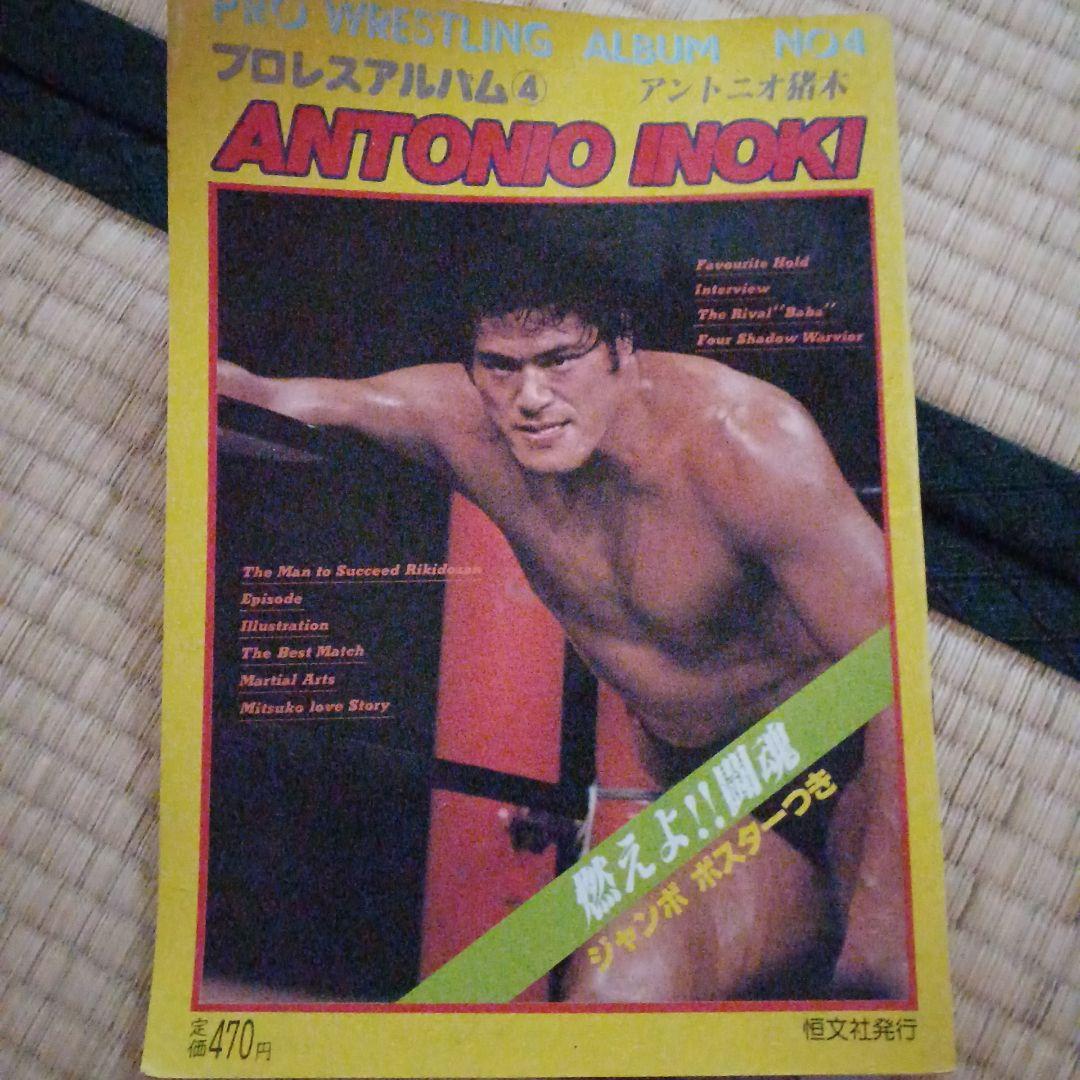 PRO WRESTLING ALBUM NO4
プロレスアルバム④ アントニオ猪木
ANTONIO INOKI
Favourite Hold
Interview
The Rival "Baba"
Four Shadow Warvior
The Man to Succeed Rikidozan
Episode
Illustration
The Best Match
Martial Arts
Mitsuko love Story
燃えよ!!闘魂
ジャンボ ポスターつき
定価470円
恒文社発行